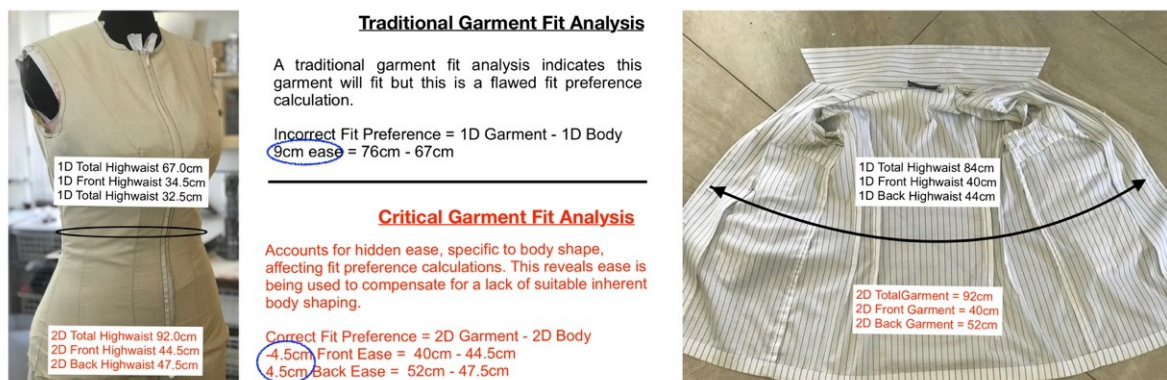 1D Total Highwaist 67.0cm
1D Front Highwaist 34.5cm
1D Total Highwaist 32.5cm
2D Total Highwaist 92.0cm
2D Front Highwaist 44.5cm
2D Back Highwaist 47.5cm
Traditional Garment Fit Analysis
A traditional garment fit analysis indicates this
garment will fit but this is a flawed fit preference
calculation.
Incorrect Fit Preference = 1D Garment - 1D Body
9cm ease = 76cm - 67cm
Critical Garment Fit Analysis
Accounts for hidden ease, specific to body shape,
affecting fit preference calculations. This reveals ease is
being used to compensate for a lack of suitable inherent
body shaping.
Correct Fit Preference = 2D Garment - 2D Body
-4.5cm Front Ease = 40cm - 44.5cm
4.5cm Back Ease = 52cm - 47.5cm
1D Total Highwaist 84cm
1D Front Highwaist 40cm
1D Back Highwaist 44cm
2D TotalGarment = 92cm
2D Front Garment = 40cm
2D Back Garment = 52cm